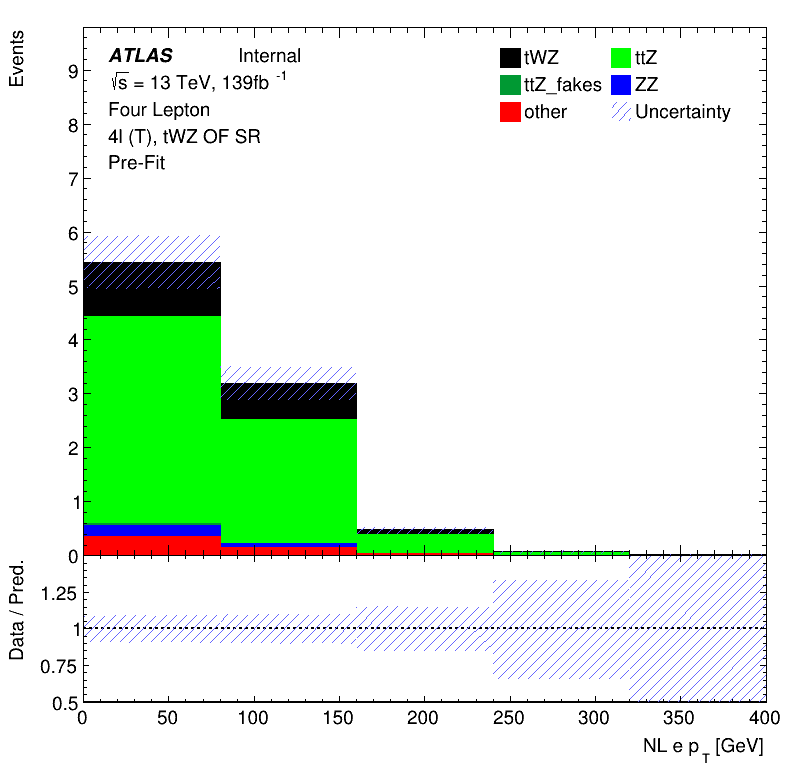 Events
ATLAS Internal
√s = 13 TeV, 139fb -1
Four Lepton
4l (T), tWZ OF SR
Pre-Fit
tWZ ttZ
ttZ_fakes ZZ
other Uncertainty
9
8
7
6
5
4
3
2
1
0
Data / Pred.
1.25
1
0.75
0.5
0 50 100 150 200 250 300 350 400
NL e p T [GeV]